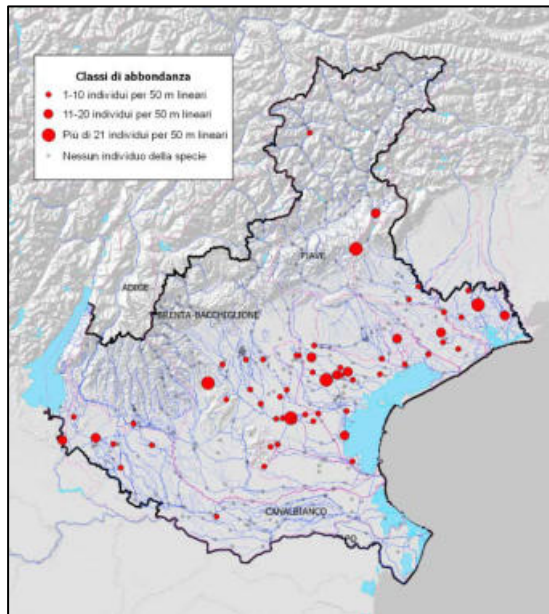 Classi di abbondanza
1-10 individui per 50 m lineari
11-20 individui per 50 m lineari
Più di 21 individui per 50 m lineari
Nessun individuo della specie
PIAVE
ADIGE
BRENTA-BACCHIGLIONE
CANALBIANCO
PO